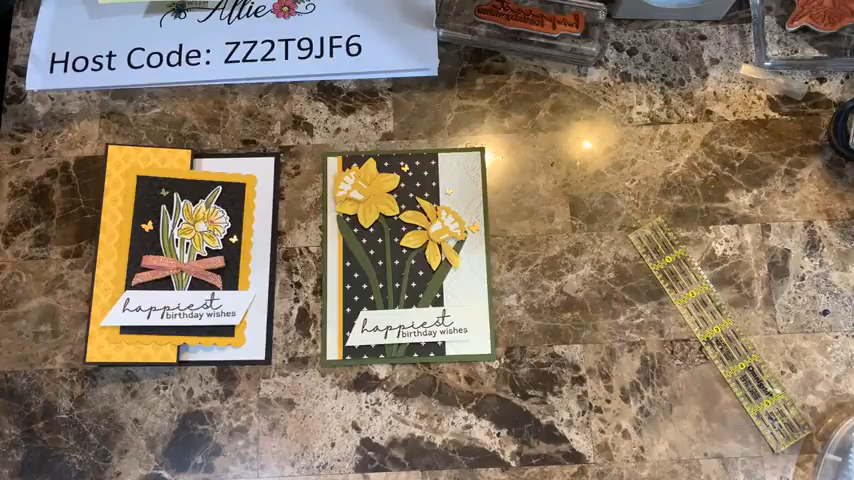 Allie
Host Code: ZZ2T9JF6
happiest
birthday wishes
happiest
birthday wishes